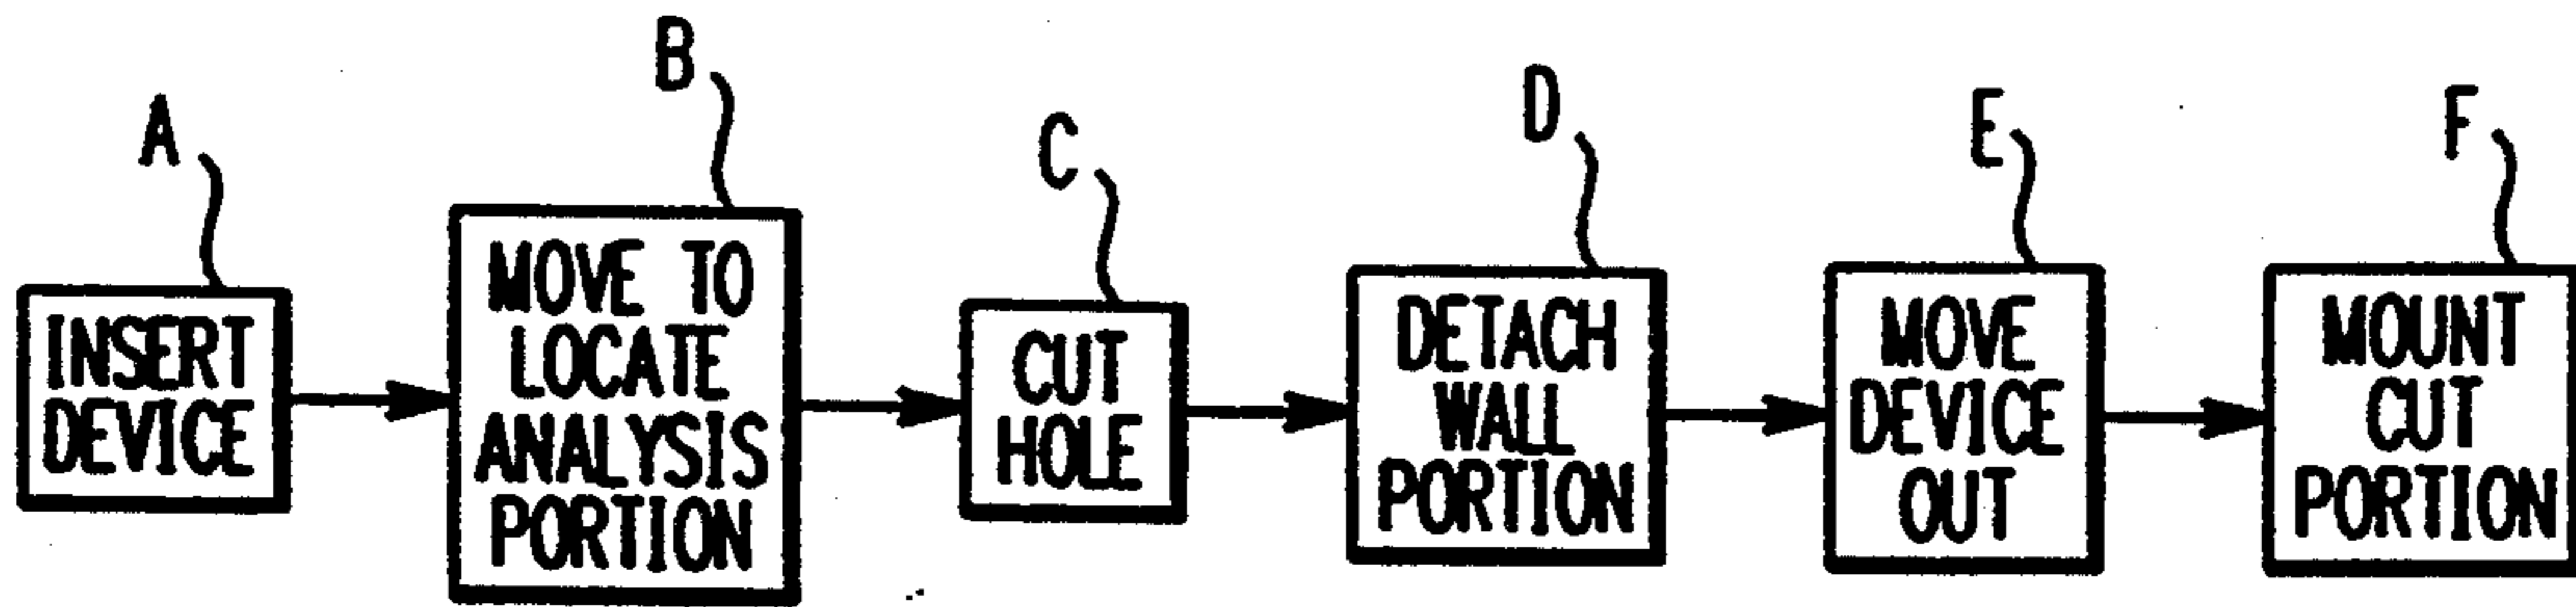 A
B
C
D
E
F
INSERT
DEVICE
MOVE TO
LOCATE
ANALYSIS
PORTION
CUT
HOLE
DETACH
WALL
PORTION
MOVE
DEVICE
OUT
MOUNT
CUT
PORTION